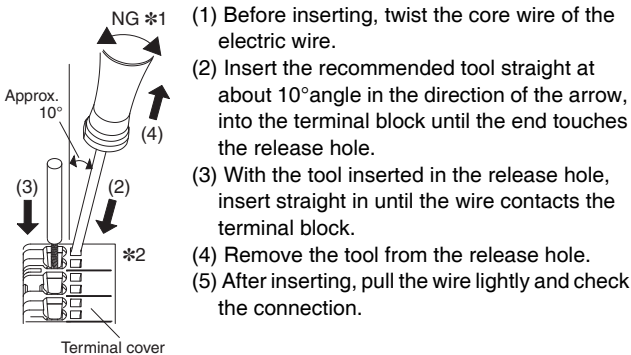 NG ✻1
Approx.
10°
(4)
(3)
(2)
✻2
Terminal cover
(1) Before inserting, twist the core wire of the
electric wire.
(2) Insert the recommended tool straight at
about 10°angle in the direction of the arrow,
into the terminal block until the end touches
the release hole.
(3) With the tool inserted in the release hole,
insert straight in until the wire contacts the
terminal block.
(4) Remove the tool from the release hole.
(5) After inserting, pull the wire lightly and check
the connection.